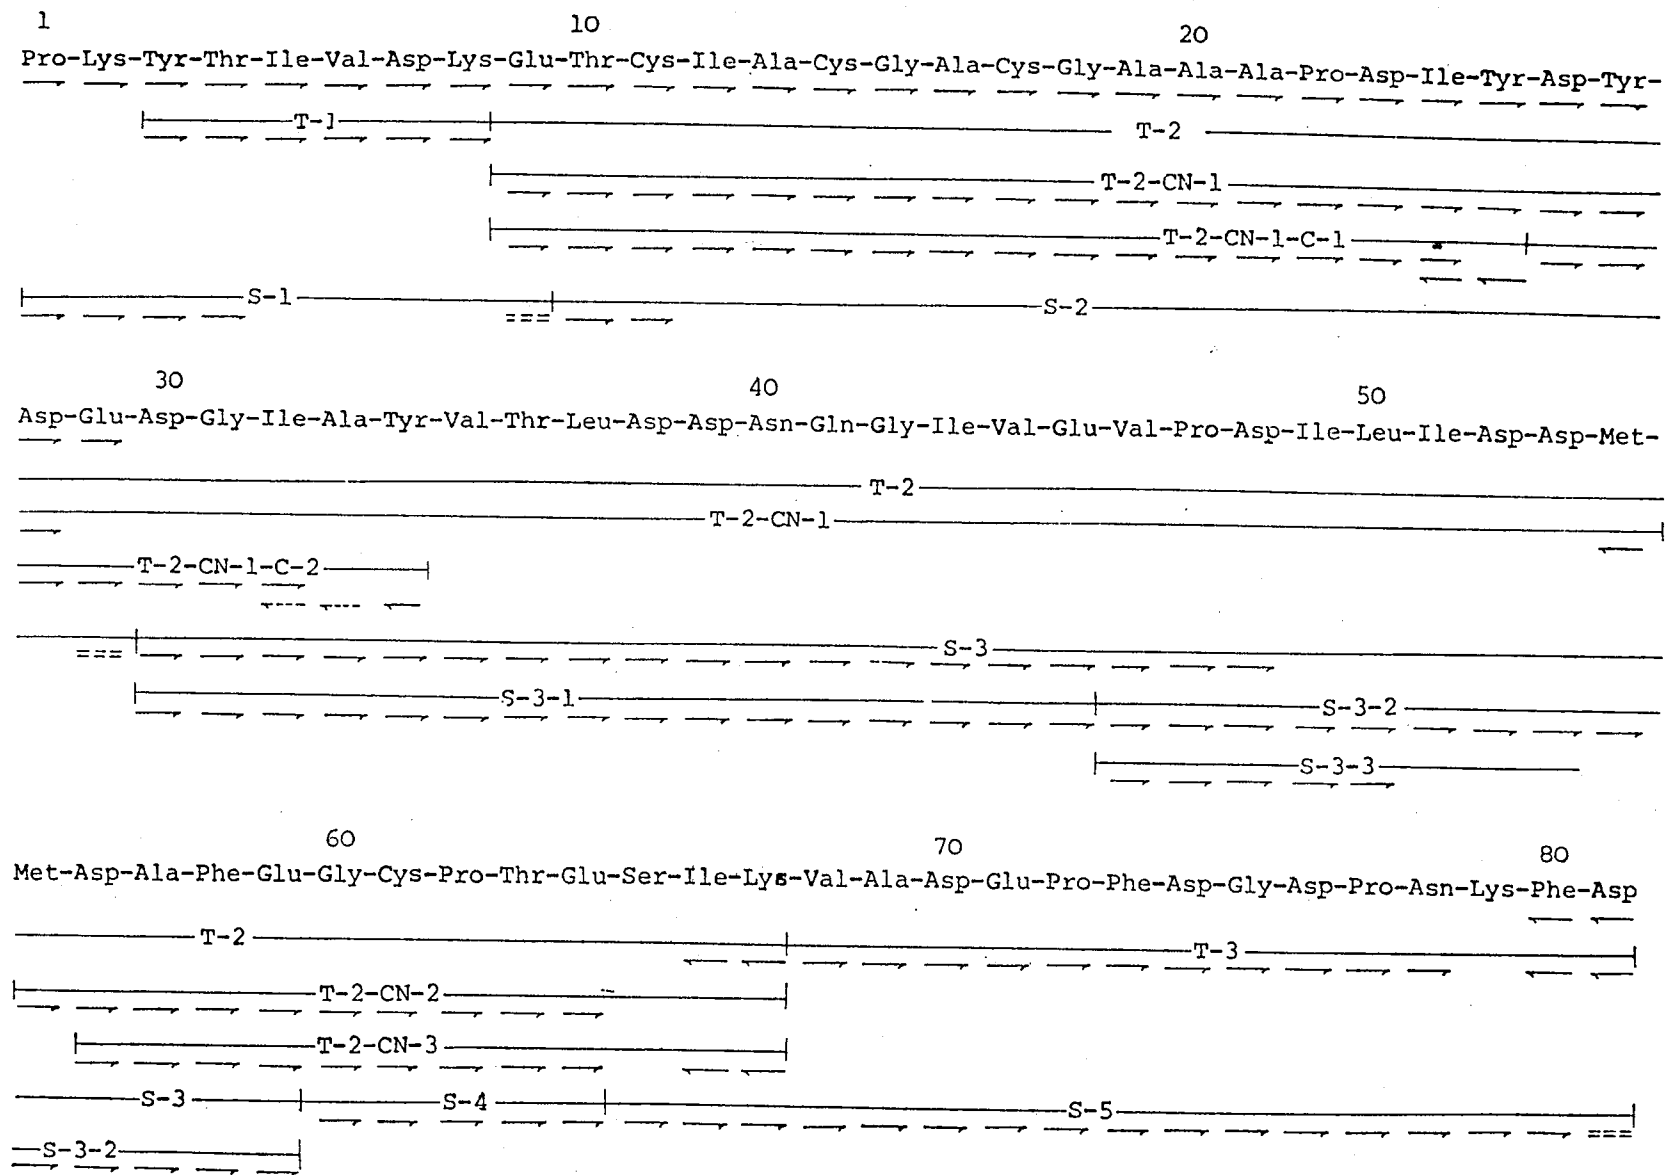 1 10 20
Pro-Lys-Tyr-Thr-Ile-Val-Asp-Lys-Glu-Thr-Cys-Ile-Ala-Cys-Gly-Ala-Cys-Gly-Ala-Ala-Ala-Pro-Asp-Ile-Tyr-Asp-Tyr-
T-1 T-2
T-2-CN-1
T-2-CN-1-C-1
S-1 S-2
===
30 40 50
Asp-Glu-Asp-Gly-Ile-Ala-Tyr-Val-Thr-Leu-Asp-Asp-Asn-Gln-Gly-Ile-Val-Glu-Val-Pro-Asp-Ile-Leu-Ile-Asp-Asp-Met-
T-2
T-2-CN-1
T-2-CN-1-C-2
S-3
===
S-3-1 S-3-2
S-3-3
60 70 80
Met-Asp-Ala-Phe-Glu-Gly-Cys-Pro-Thr-Glu-Ser-Ile-Lys-Val-Ala-Asp-Glu-Pro-Phe-Asp-Gly-Asp-Pro-Asn-Lys-Phe-Asp
T-2 T-3
T-2-CN-2
T-2-CN-3
S-3 S-4 S-5
===
S-3-2